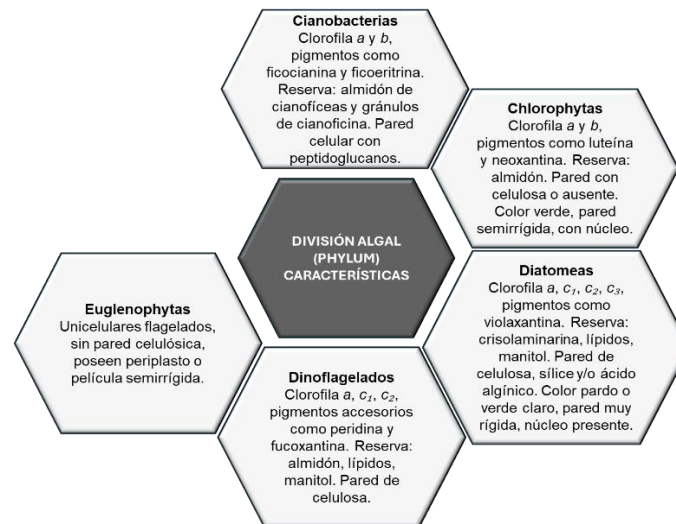 Cianobacterias
Clorofila a y b,
pigmentos como
ficocianina y ficoeritrina.
Reserva: almidón de
cianofíceas y gránulos
de cianoficina. Pared
celular con
peptidoglucanos.
Chlorophytas
Clorofila a y b,
pigmentos como luteína
y neoxantina. Reserva:
almidón. Pared con
celulosa o ausente.
Color verde, pared
semirrígida, con núcleo.
DIVISIÓN ALGAL
(PHYLUM)
CARACTERÍSTICAS
Diatomeas
Clorofila a, c₁, c₂, c₃,
pigmentos como
violaxantina. Reserva:
crisolaminarina, lípidos,
manitol. Pared de
celulosa, sílice y/o ácido
algínico. Color pardo o
verde claro, pared muy
rígida, núcleo presente.
Euglenophytas
Unicelulares flagelados,
sin pared celulósica,
poseen periplasto o
película semirrígida.
Dinoflagelados
Clorofila a, c₁, c₂,
pigmentos accesorios
como peridina y
fucoxantina. Reserva:
almidón, lípidos,
manitol. Pared de
celulosa.